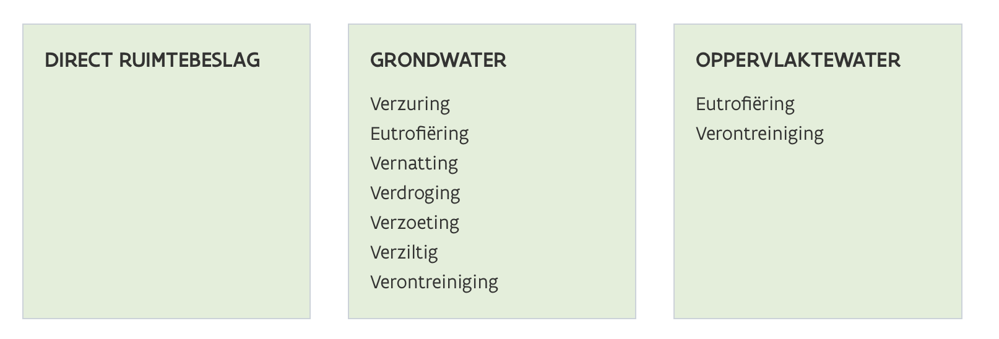 DIRECT RUIMTEBESLAG
GRONDWATER
Verzuring
Eutrofiëring
Vernatting
Verdroging
Verzoeting
Verziltig
Verontreiniging
OPPERVLAKTEWATER
Eutrofiëring
Verontreiniging